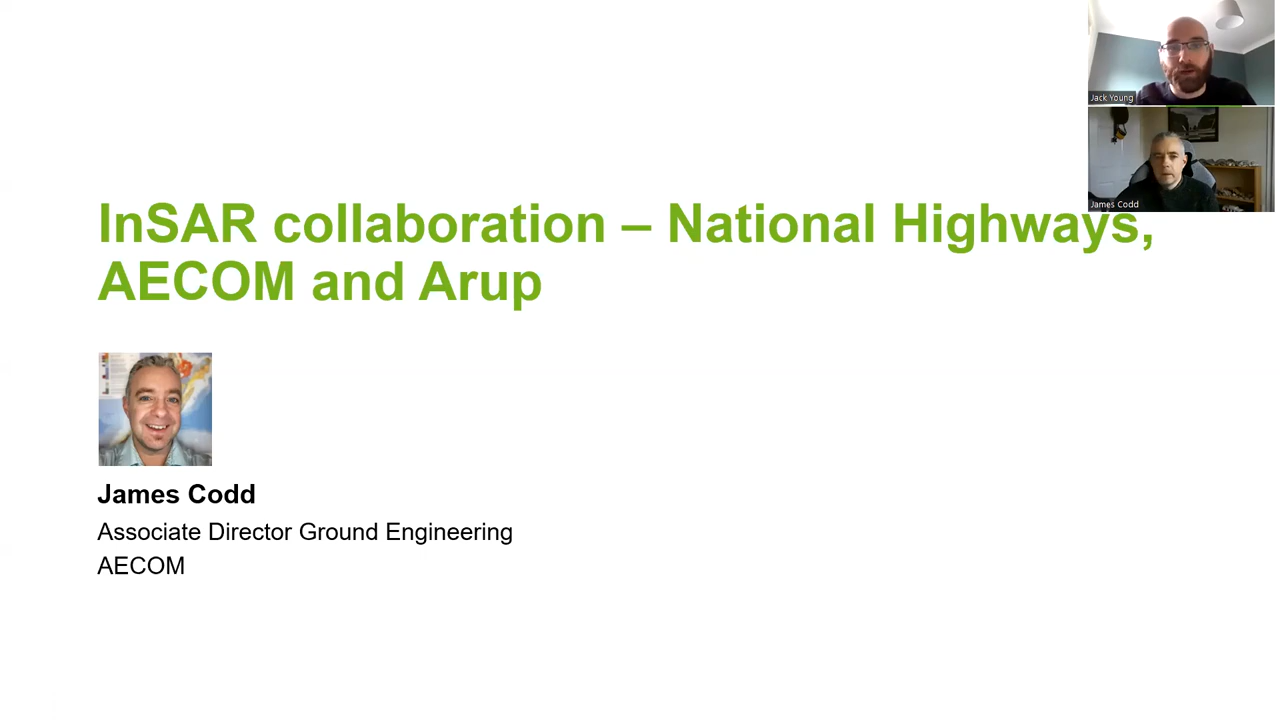 Jack Young
James Codd
InSAR collaboration – National Highways,
AECOM and Arup
James Codd
Associate Director Ground Engineering
AECOM